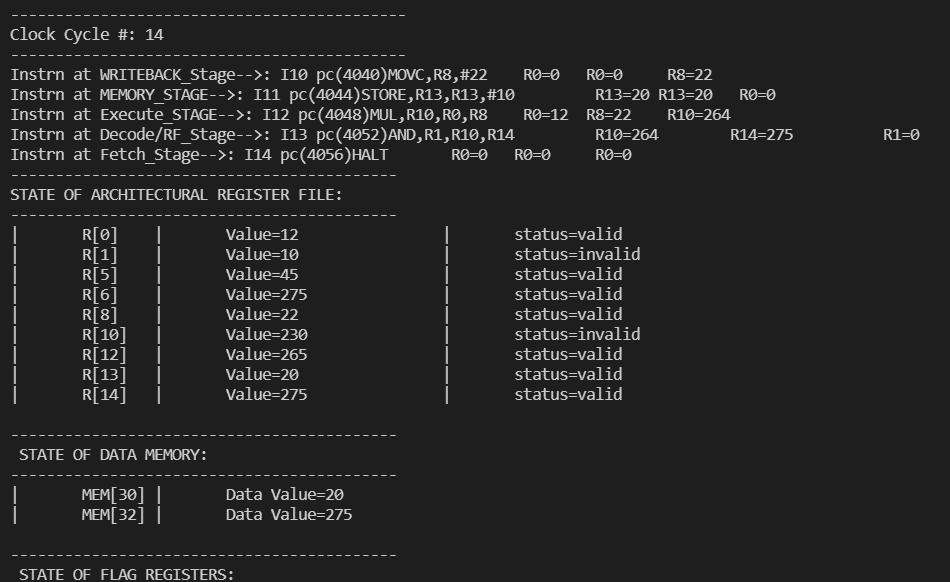 --------------------------------------------
Clock Cycle #: 14
--------------------------------------------
Instrn at WRITEBACK_Stage-->: I10 pc(4040)MOVC,R8,#22    R0=0   R0=0     R8=22
Instrn at MEMORY_STAGE-->: I11 pc(4044)STORE,R13,R13,#10         R13=20 R13=20   R0=0
Instrn at Execute_STAGE-->: I12 pc(4048)MUL,R10,R0,R8    R0=12  R8=22    R10=264
Instrn at Decode/RF_Stage-->: I13 pc(4052)AND,R1,R10,R14         R10=264        R14=275          R1=0
Instrn at Fetch_Stage-->: I14 pc(4056)HALT       R0=0   R0=0     R0=0
-------------------------------------------
STATE OF ARCHITECTURAL REGISTER FILE:
-------------------------------------------
|       R[0]    |       Value=12                |       status=valid
|       R[1]    |       Value=10                |       status=invalid
|       R[5]    |       Value=45                |       status=valid
|       R[6]    |       Value=275               |       status=valid
|       R[8]    |       Value=22                |       status=valid
|       R[10]   |       Value=230               |       status=invalid
|       R[12]   |       Value=265               |       status=valid
|       R[13]   |       Value=20                |       status=valid
|       R[14]   |       Value=275               |       status=valid
-------------------------------------------
 STATE OF DATA MEMORY:
-------------------------------------------
|       MEM[30] |       Data Value=20
|       MEM[32] |       Data Value=275
-------------------------------------------
 STATE OF FLAG REGISTERS: